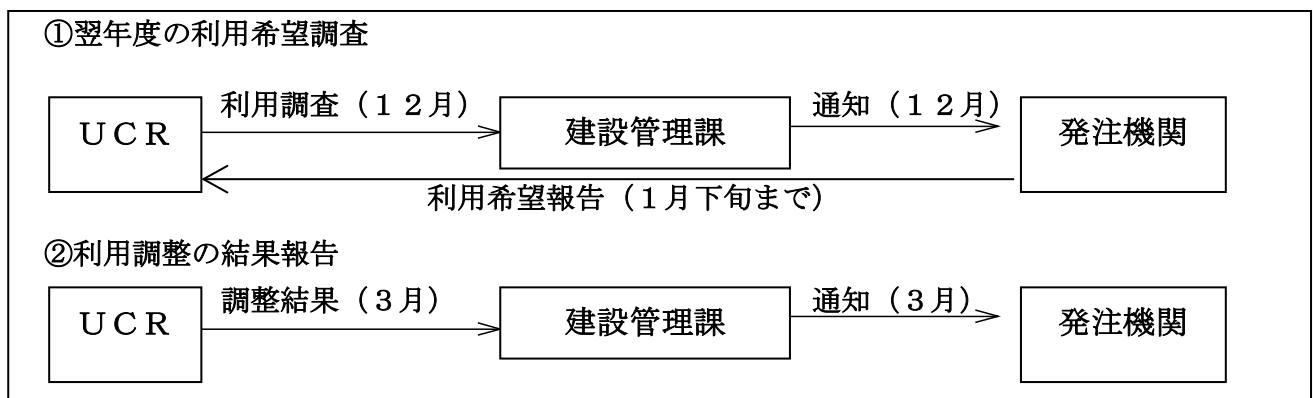 ①翌年度の利用希望調査
利用調査（１２月）
通知（１２月）
ＵＣＲ
建設管理課
発注機関
利用希望報告（１月下旬まで）
②利用調整の結果報告
調整結果（３月）
通知（３月）
ＵＣＲ
建設管理課
発注機関